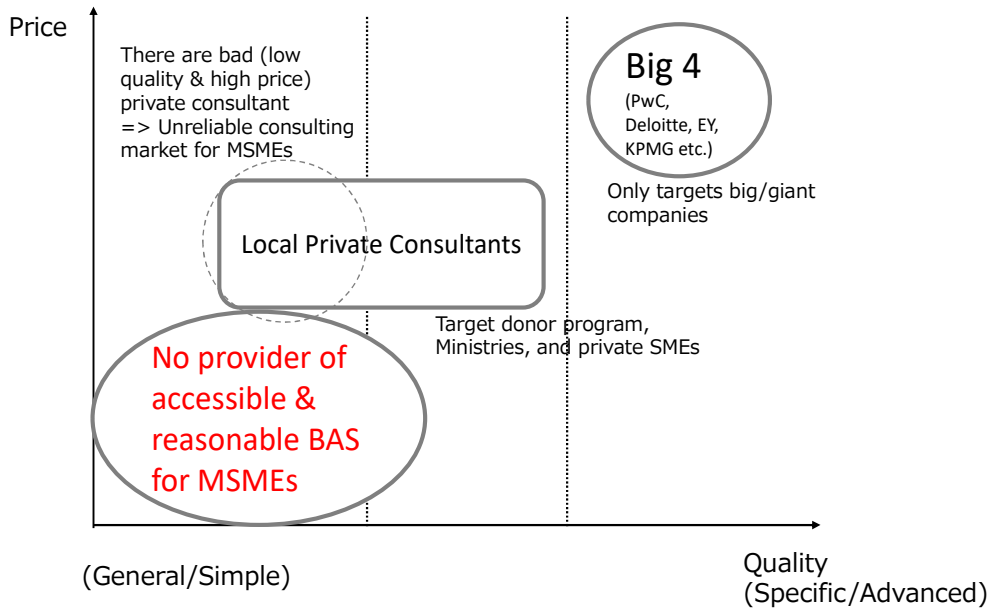 Price
There are bad (low
quality & high price)
private consultant
=> Unreliable consulting
market for MSMEs
Big 4
(PwC,
Deloitte, EY,
KPMG etc.)
Only targets big/giant
companies
Local Private Consultants
Target donor program,
Ministries, and private SMEs
No provider of
accessible &
reasonable BAS
for MSMEs
(General/Simple)
Quality
(Specific/Advanced)